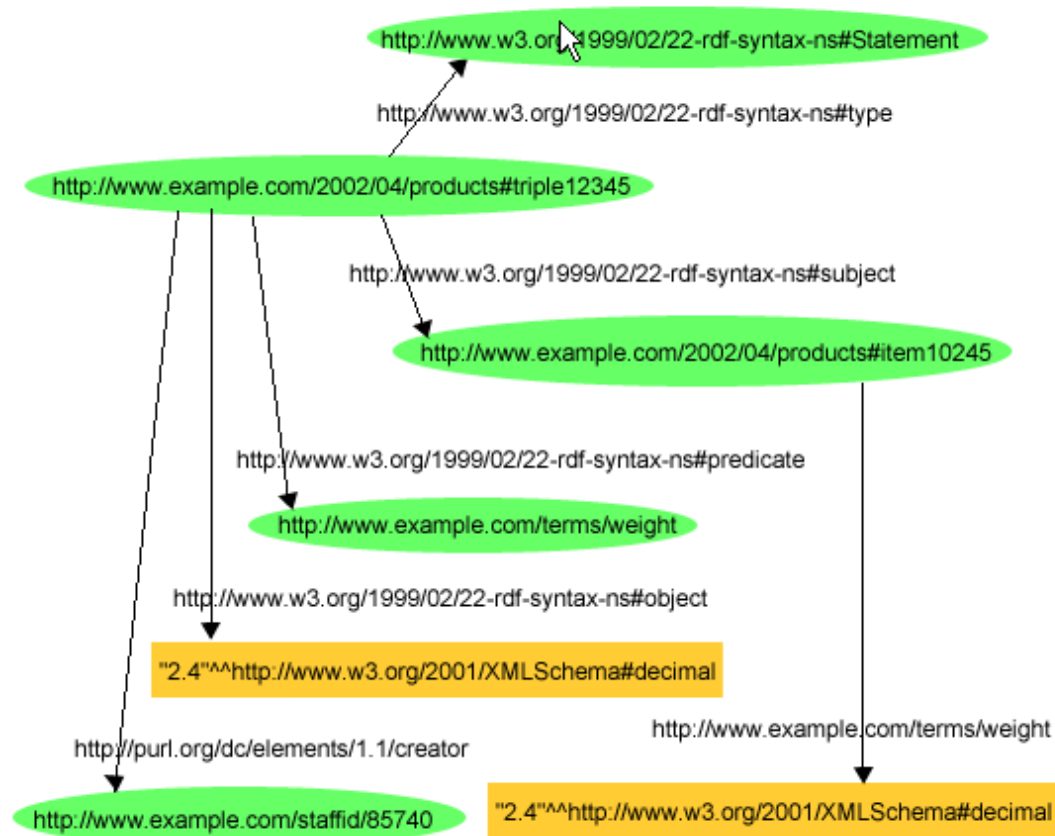 http://www.w3.org/1999/02/22-rdf-syntax-ns#Statement
http://www.w3.org/1999/02/22-rdf-syntax-ns#type
http://www.example.com/2002/04/products#triple12345
http://www.w3.org/1999/02/22-rdf-syntax-ns#subject
http://www.example.com/2002/04/products#item10245
http://www.w3.org/1999/02/22-rdf-syntax-ns#predicate
http://www.example.com/terms/weight
http://www.w3.org/1999/02/22-rdf-syntax-ns#object
"2.4"^^http://www.w3.org/2001/XMLSchema#decimal
http://www.example.com/terms/weight
http://purl.org/dc/elements/1.1/creator
"2.4"^^http://www.w3.org/2001/XMLSchema#decimal
http://www.example.com/staffid/85740